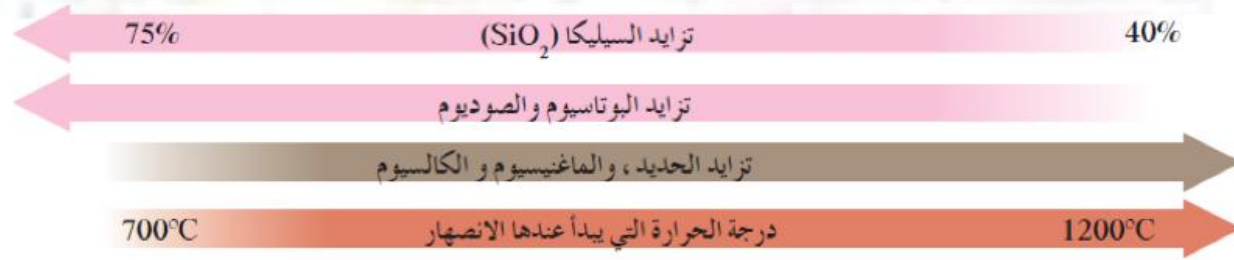 40% تزايد السيليكا (SiO₂) 75%
تزايد البوتاسيوم والصوديوم
تزايد الحديد، والماغنيسيوم و الكالسيوم
1200°C درجة الحرارة التي يبدأ عندها الانصهار 700°C